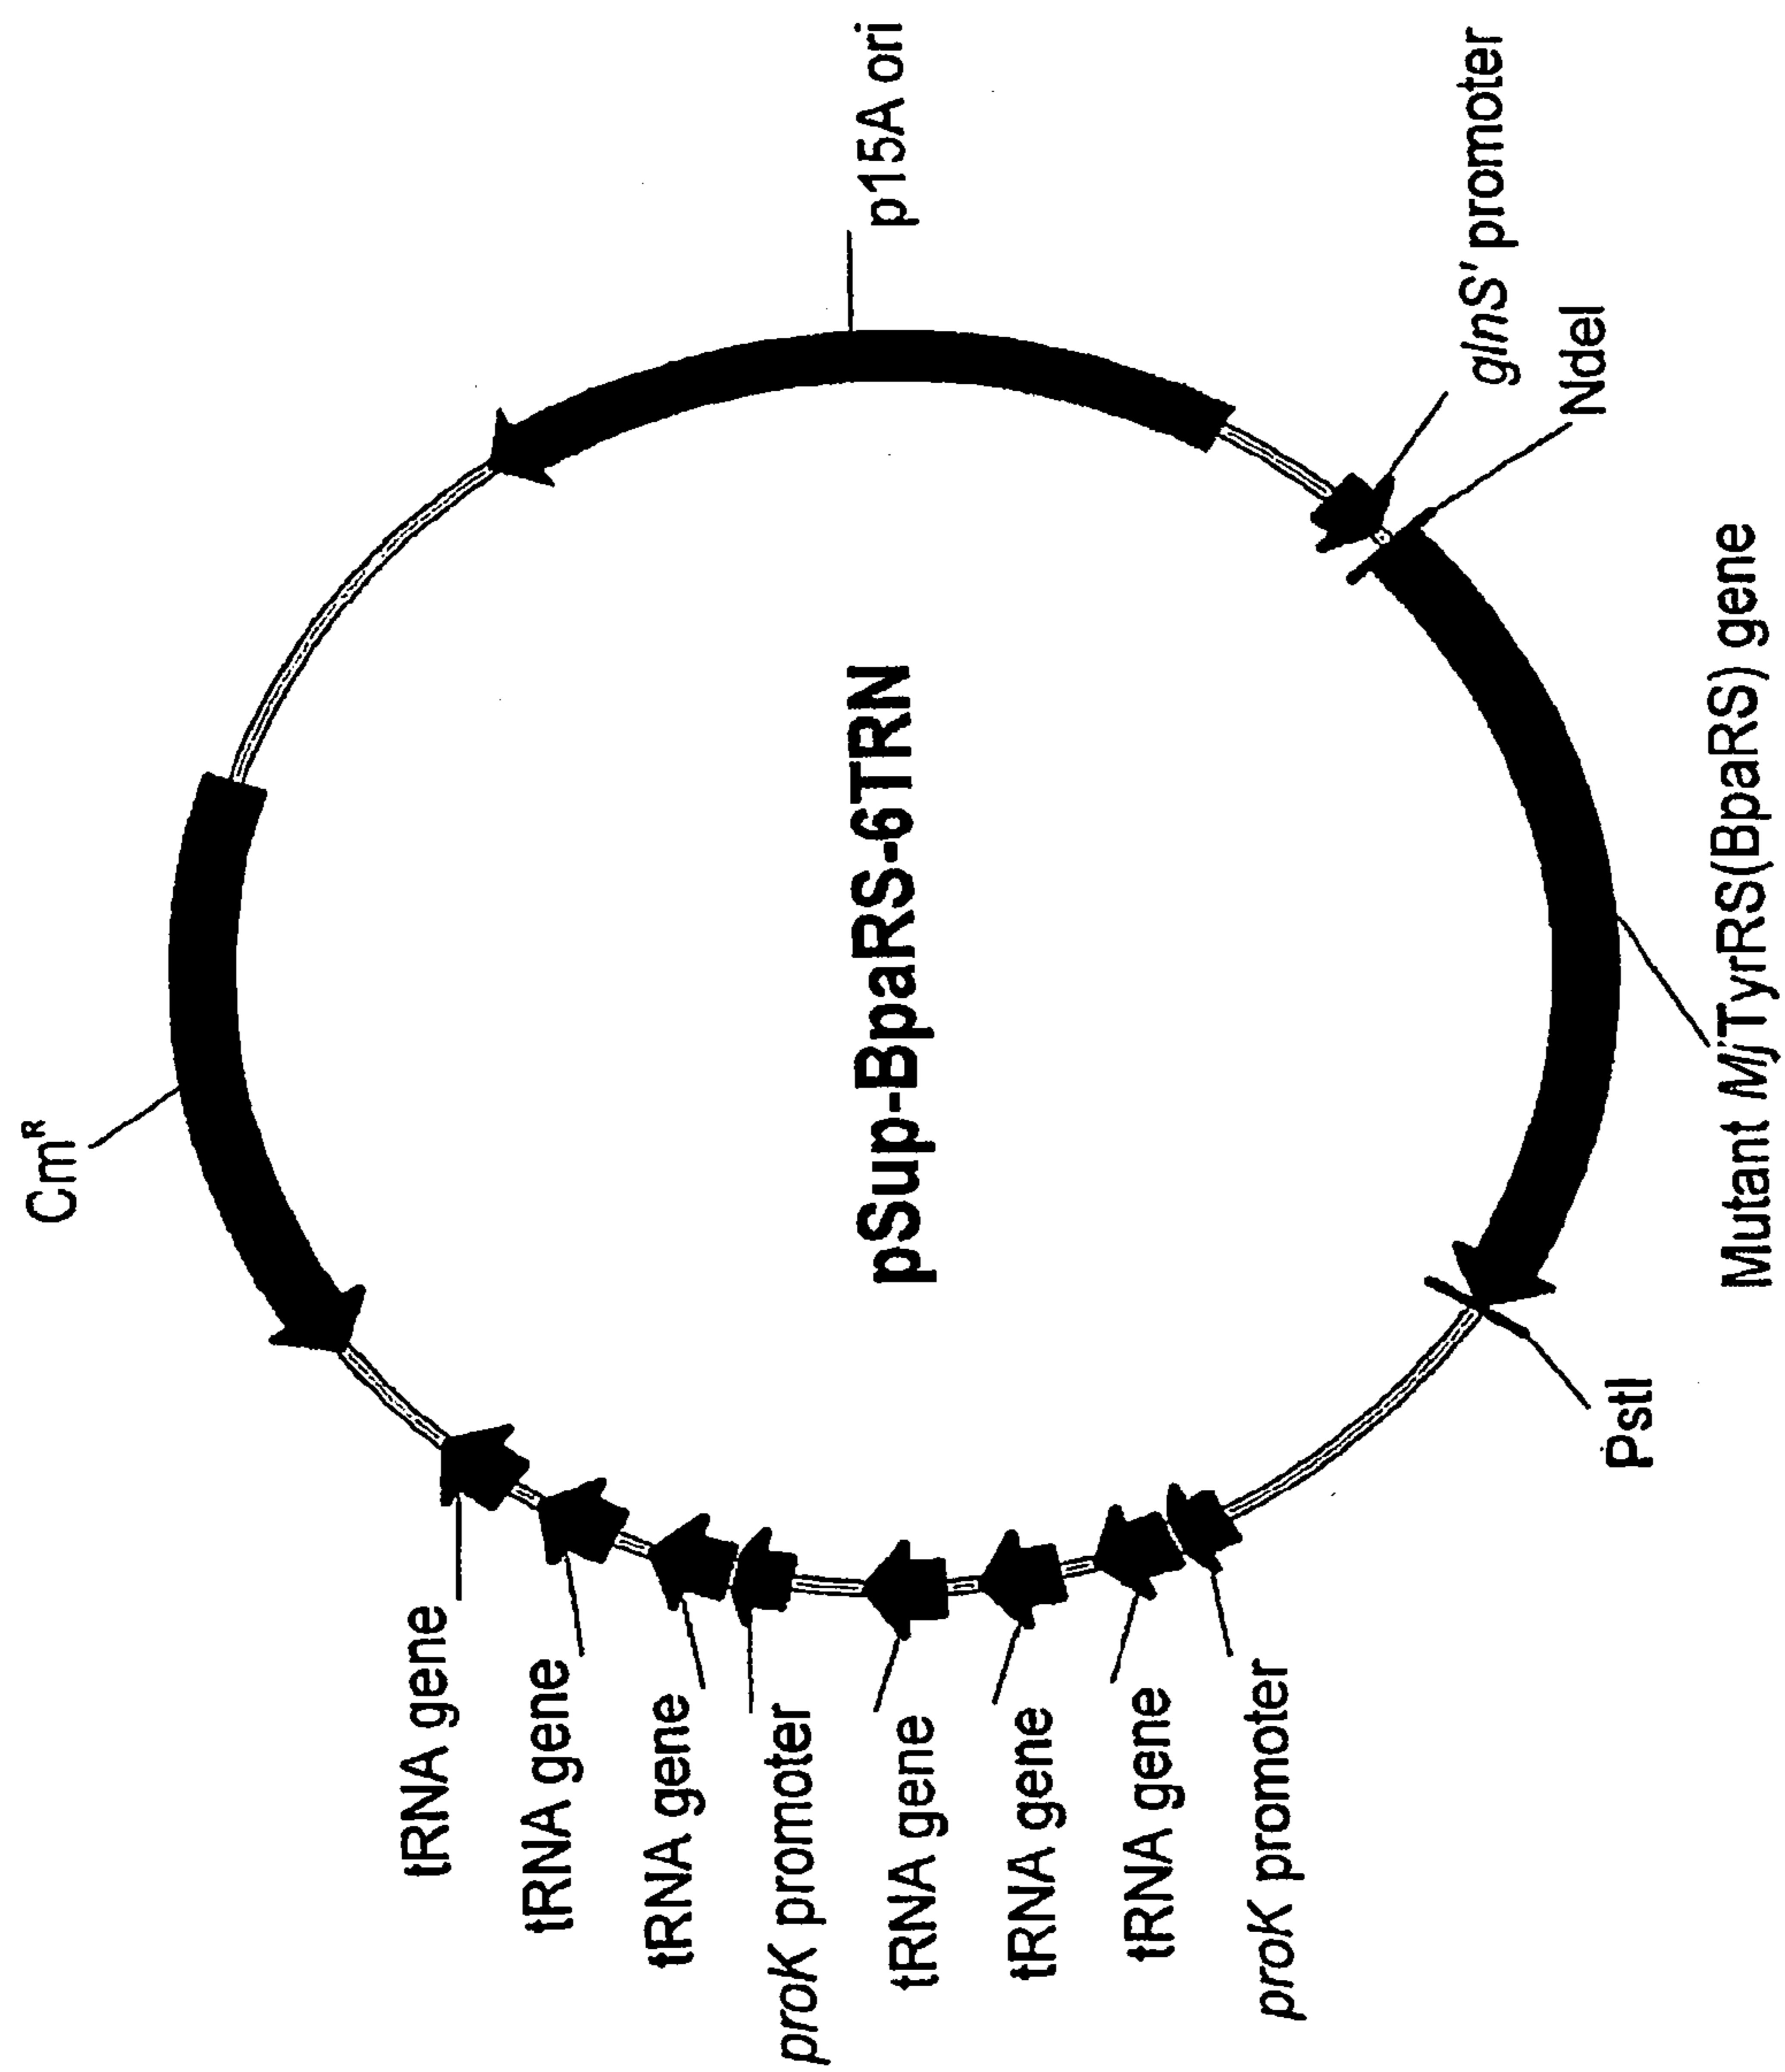 pSup-BpaRS-6TRN
Cmᴿ
p15A ori
glnS' promoter
NdeI
Mutant MjTyrRS(BpaRS) gene
PstI
proK promoter
tRNA gene
tRNA gene
tRNA gene
proK promoter
tRNA gene
tRNA gene
tRNA gene